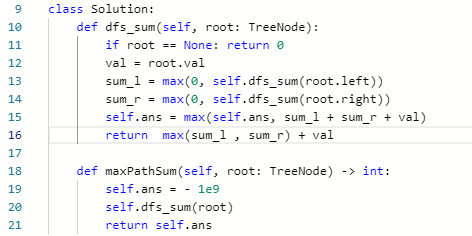 9 class Solution:
10     def dfs_sum(self, root: TreeNode):
11         if root == None: return 0
12         val = root.val
13         sum_l = max(0, self.dfs_sum(root.left))
14         sum_r = max(0, self.dfs_sum(root.right))
15         self.ans = max(self.ans, sum_l + sum_r + val)
16         return  max(sum_l , sum_r) + val
17
18     def maxPathSum(self, root: TreeNode) -> int:
19         self.ans = - 1e9
20         self.dfs_sum(root)
21         return self.ans